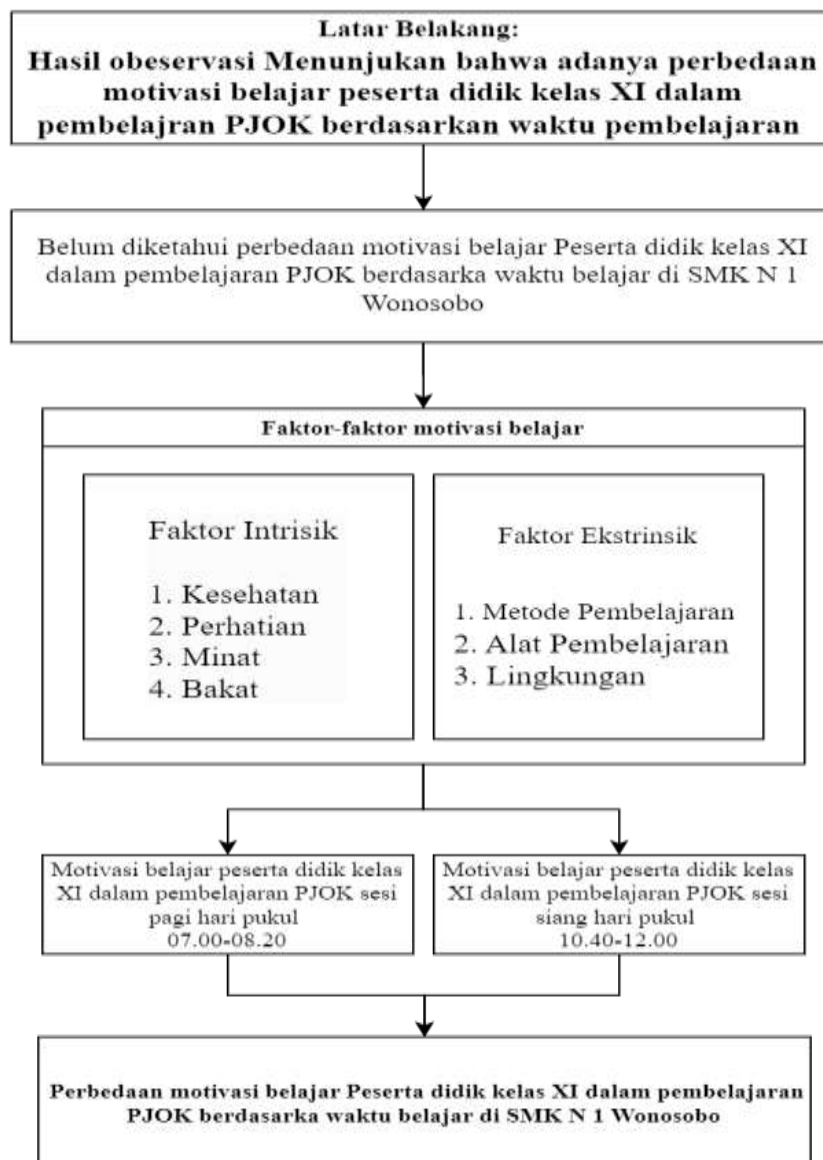 Latar Belakang:
Hasil obeservasi Menunjukan bahwa adanya perbedaan
motivasi belajar peserta didik kelas XI dalam
pembelajran PJOK berdasarkan waktu pembelajaran
Belum diketahui perbedaan motivasi belajar Peserta didik kelas XI
dalam pembelajaran PJOK berdasarka waktu belajar di SMK N 1
Wonosobo
Faktor-faktor motivasi belajar
Faktor Intrisik
1. Kesehatan
2. Perhatian
3. Minat
4. Bakat
Faktor Ekstrinsik
1. Metode Pembelajaran
2. Alat Pembelajaran
3. Lingkungan
Motivasi belajar peserta didik kelas
XI dalam pembelajaran PJOK sesi
pagi hari pukul
07.00-08.20
Motivasi belajar peserta didik kelas
XI dalam pembelajaran PJOK sesi
siang hari pukul
10.40-12.00
Perbedaan motivasi belajar Peserta didik kelas XI dalam pembelajaran
PJOK berdasarka waktu belajar di SMK N 1 Wonosobo